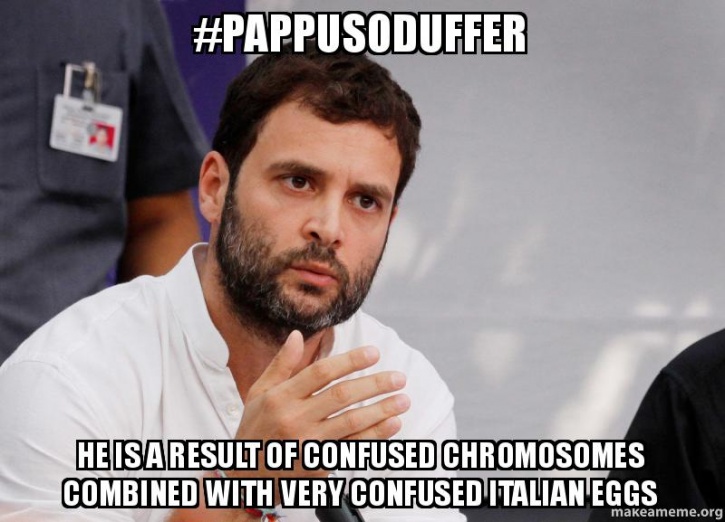 #PAPPUSODUFFER
HE IS A RESULT OF CONFUSED CHROMOSOMES
COMBINED WITH VERY CONFUSED ITALIAN EGGS
makeameme.org